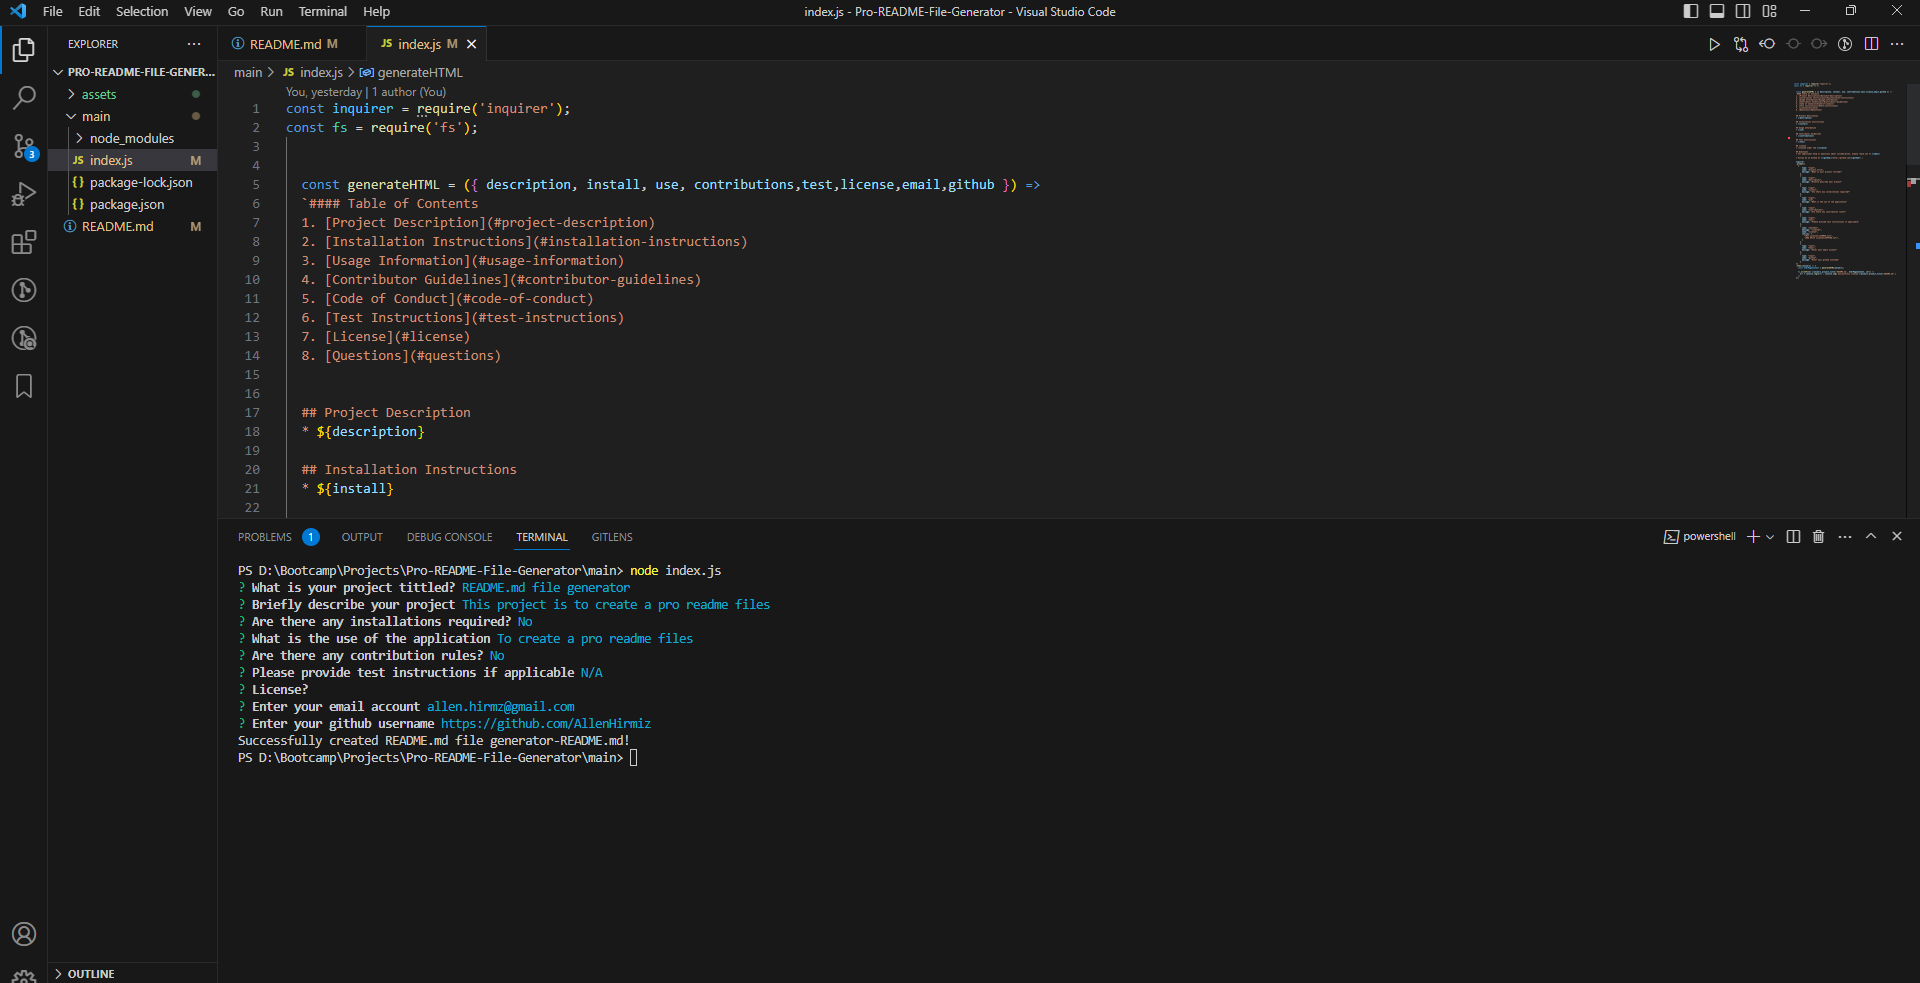 File Edit Selection View Go Run Terminal Help
index.js - Pro-README-File-Generator - Visual Studio Code
EXPLORER
PRO-README-FILE-GENER...
assets
main
node_modules
JS index.js M
{} package-lock.json
{} package.json
README.md M
3
OUTLINE
README.md M
JS index.js M
main > JS index.js > generateHTML
You, yesterday | 1 author (You)
1 const inquirer = require('inquirer');
2 const fs = require('fs');
3
4
5 const generateHTML = ({ description, install, use, contributions,test,license,email,github }) =>
6 `#### Table of Contents
7 1. [Project Description](#project-description)
8 2. [Installation Instructions](#installation-instructions)
9 3. [Usage Information](#usage-information)
10 4. [Contributor Guidelines](#contributor-guidelines)
11 5. [Code of Conduct](#code-of-conduct)
12 6. [Test Instructions](#test-instructions)
13 7. [License](#license)
14 8. [Questions](#questions)
15
16
17 ## Project Description
18 * ${description}
19
20 ## Installation Instructions
21 * ${install}
22
PROBLEMS 1 OUTPUT DEBUG CONSOLE TERMINAL GITLENS
powershell
PS D:\Bootcamp\Projects\Pro-README-File-Generator\main> node index.js
? What is your project tittled? README.md file generator
? Briefly describe your project This project is to create a pro readme files
? Are there any installations required? No
? What is the use of the application To create a pro readme files
? Are there any contribution rules? No
? Please provide test instructions if applicable N/A
? License?
? Enter your email account allen.hirmz@gmail.com
? Enter your github username https://github.com/AllenHirmiz
Successfully created README.md file generator-README.md!
PS D:\Bootcamp\Projects\Pro-README-File-Generator\main>